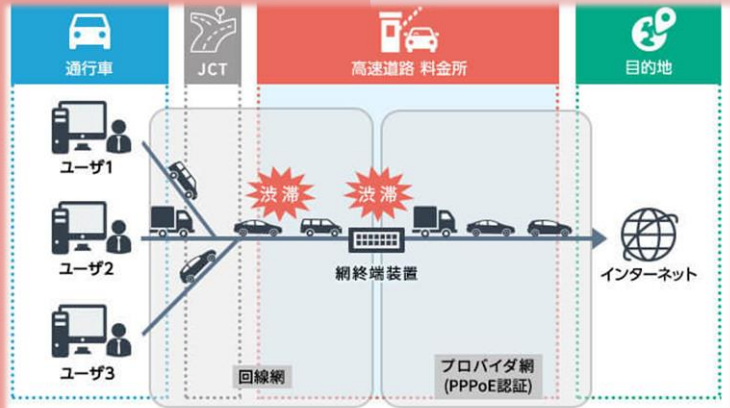 通行車
JCT
高速道路 料金所
目的地
ユーザ1
渋滞
渋滞
ユーザ2
網終端装置
インターネット
ユーザ3
回線網
プロバイダ網
(PPPoE認証)